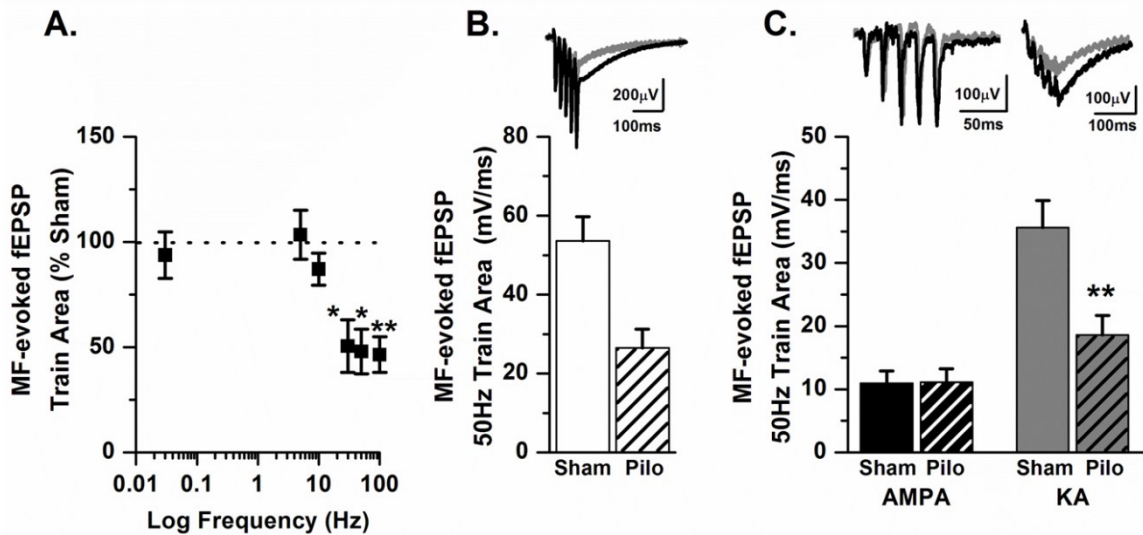 A.
MF-evoked fEPSP
Train Area (% Sham)
150
100
50
0
* * **
0.01 0.1 1 10 100
Log Frequency (Hz)
B.
200µV
100ms
MF-evoked fEPSP
50Hz Train Area (mV/ms)
80
60
40
20
0
Sham Pilo
C.
100µV
50ms
100µV
100ms
MF-evoked fEPSP
50Hz Train Area (mV/ms)
50
40
30
20
10
0
**
Sham Pilo Sham Pilo
AMPA KA